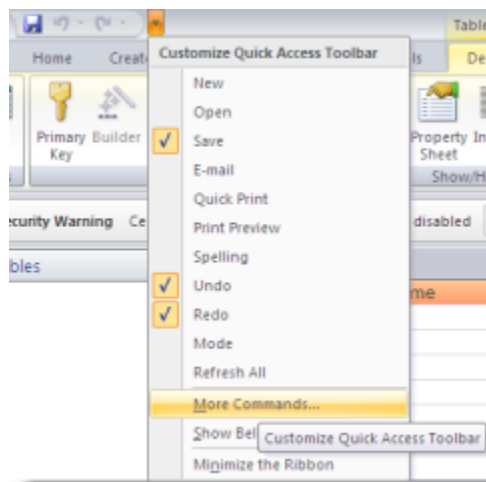 Table
Home
Creat
Customize Quick Access Toolbar
ls
De
New
Open
Save
E-mail
Quick Print
Print Preview
Spelling
Undo
Redo
Mode
Refresh All
More Commands...
Show Bel
Customize Quick Access Toolbar
Minimize the Ribbon
Primary
Key
Builder
Property
Sheet
In
Show/H
ecurity Warning
Ce
disabled
bles
me